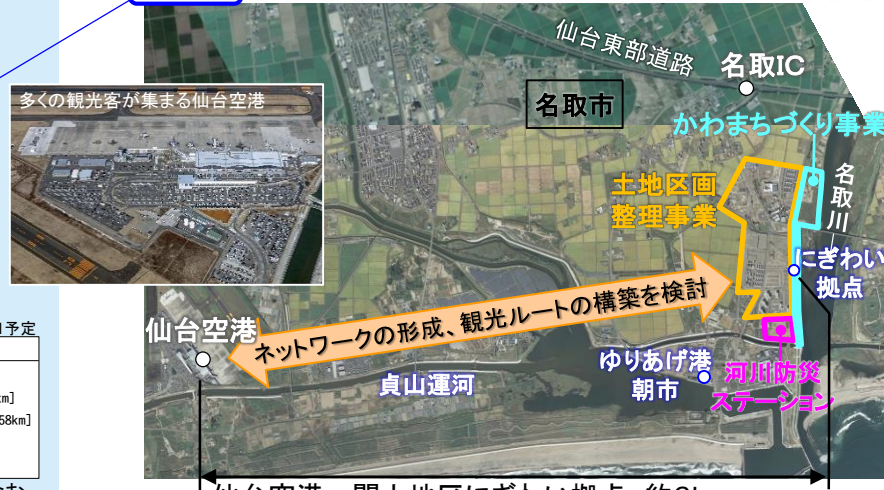 仙台東部道路
名取IC
多くの観光客が集まる仙台空港
名取市
かわまちづくり事業
土地区画
整理事業
名取川
にぎわい
拠点
予定
仙台空港
ネットワークの形成、観光ルートの構築を検討
km]
58km]
貞山運河
ゆりあげ港
朝市
河川防災
ステーション